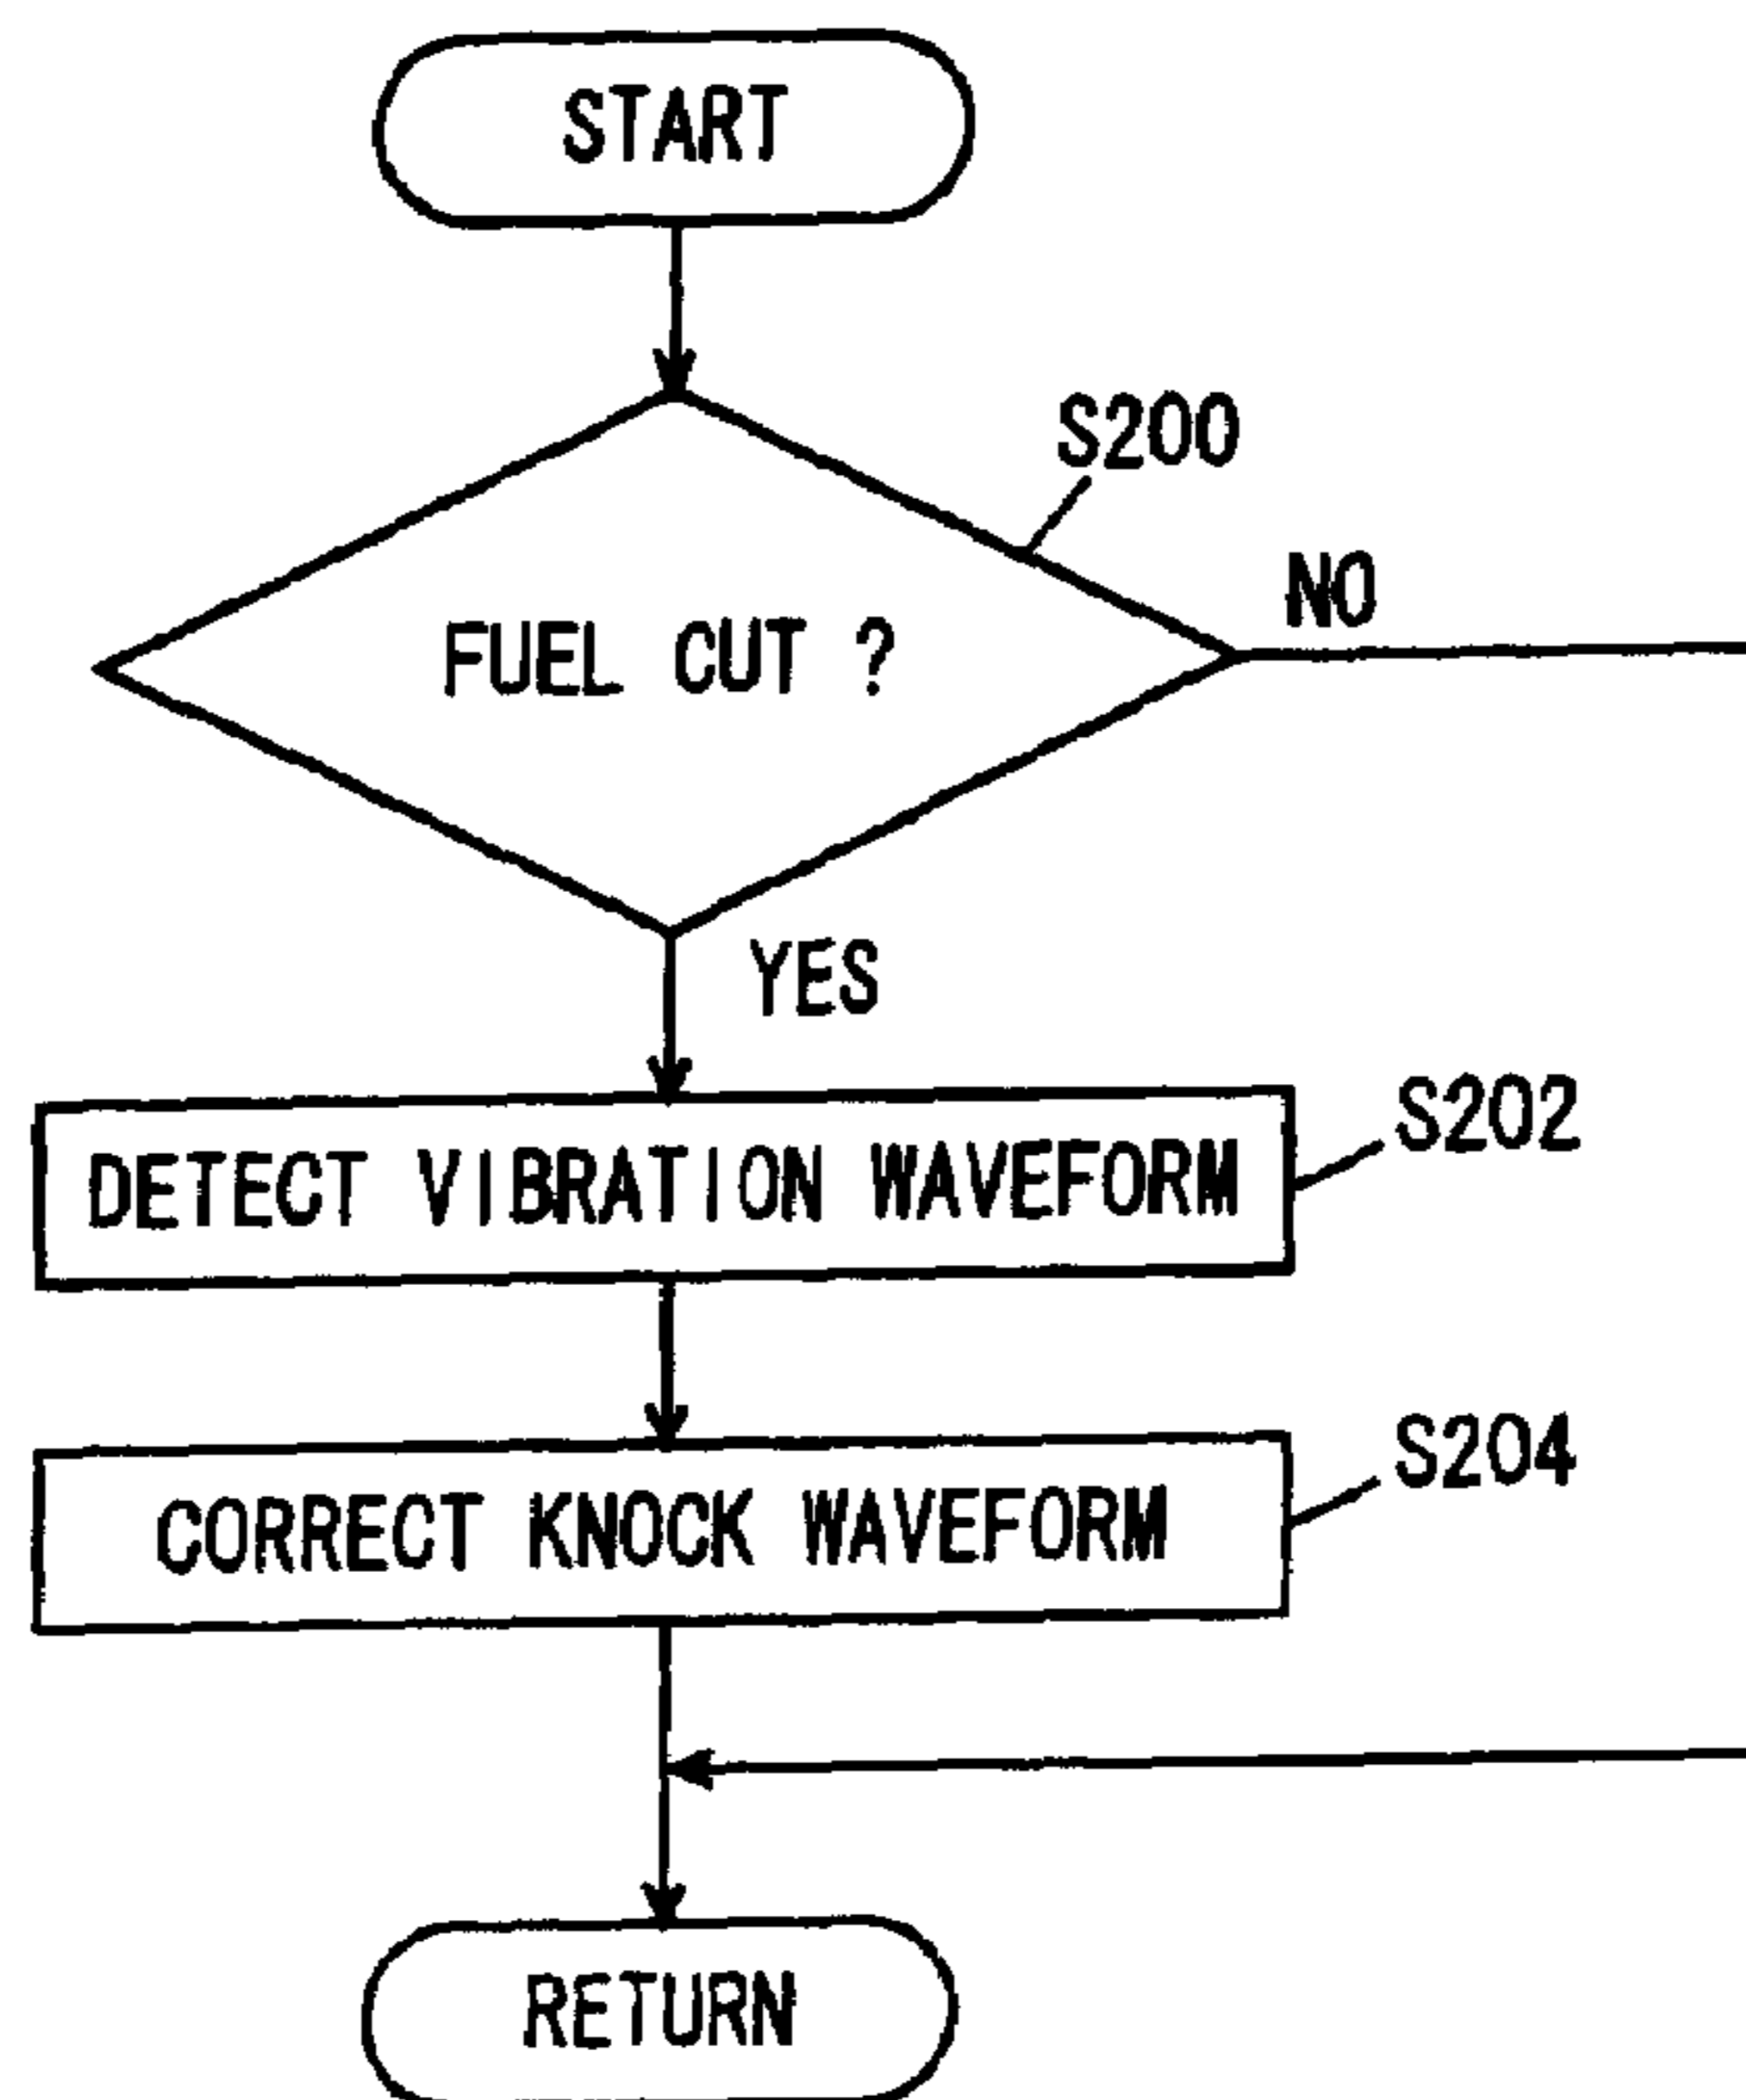 START
S200
NO
FUEL CUT ?
YES
S202
DETECT VIBRATION WAVEFORM
S204
CORRECT KNOCK WAVEFORM
RETURN